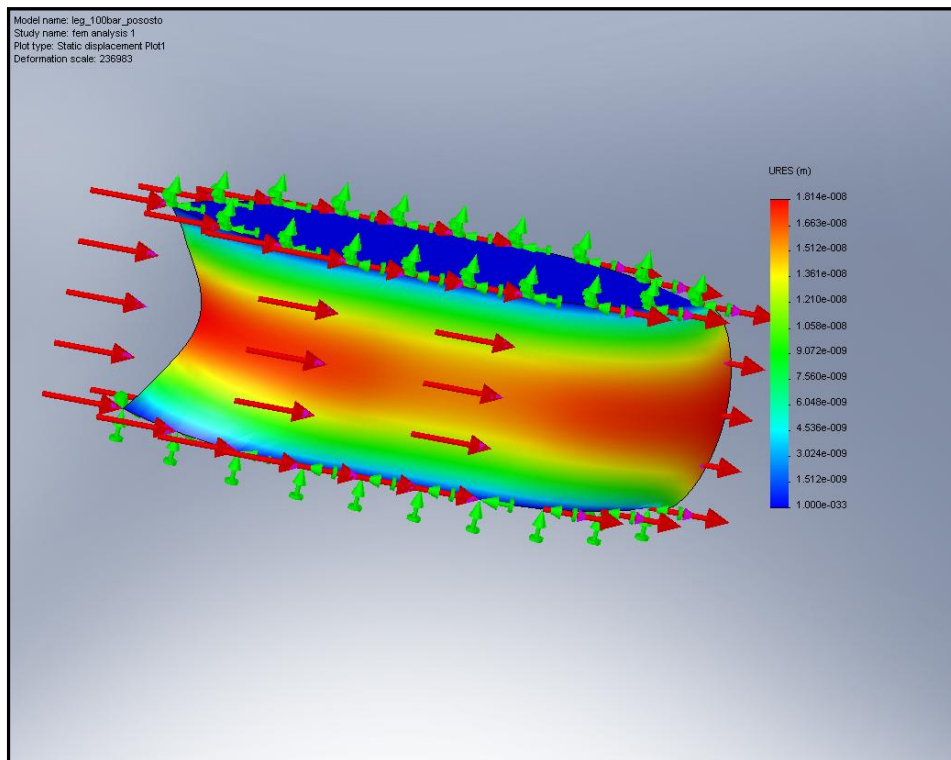 Model name: leg_100bar_pososto
Study name: fem analysis 1
Plot type: Static displacement Plot1
Deformation scale: 236983
URES (m)
1.814e-008
1.663e-008
1.512e-008
1.361e-008
1.210e-008
1.058e-008
9.072e-009
7.560e-009
6.048e-009
4.536e-009
3.024e-009
1.512e-009
1.000e-033